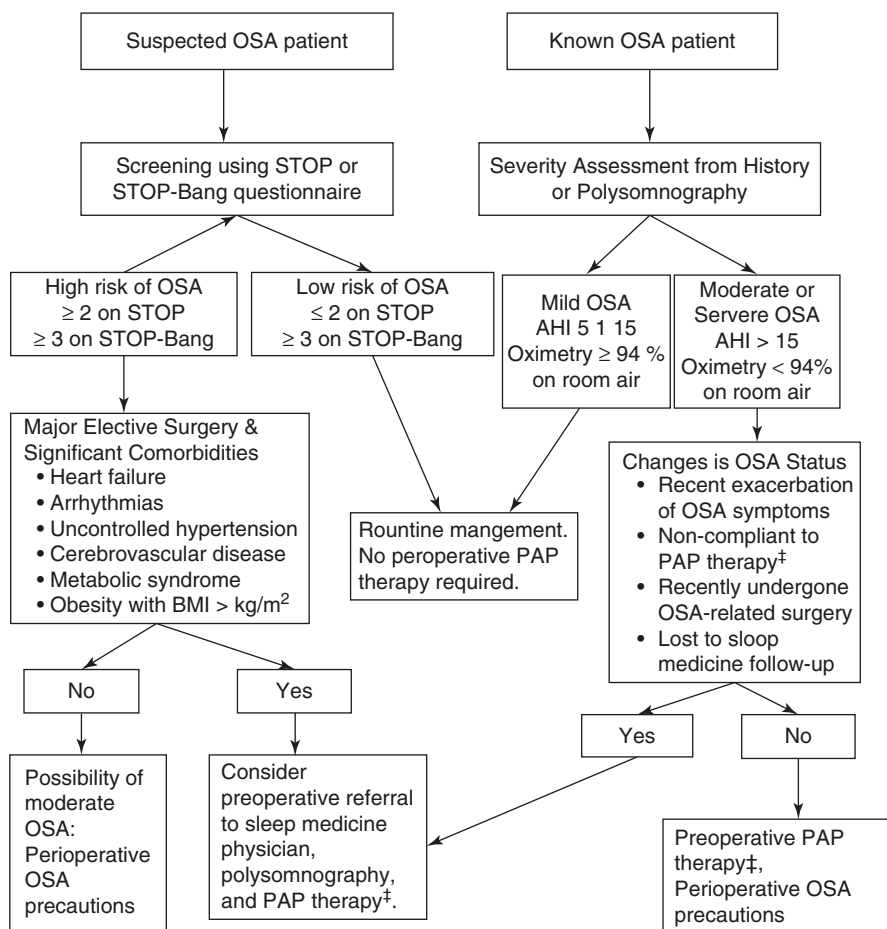 Suspected OSA patient
Known OSA patient
Screening using STOP or
STOP-Bang questionnaire
Severity Assessment from History
or Polysomnography
High risk of OSA
≥ 2 on STOP
≥ 3 on STOP-Bang
Low risk of OSA
≤ 2 on STOP
≥ 3 on STOP-Bang
Mild OSA
AHI 5 1 15
Oximetry ≥ 94 %
on room air
Moderate or
Servere OSA
AHI > 15
Oximetry < 94%
on room air
Major Elective Surgery &
Significant Comorbidities
• Heart failure
• Arrhythmias
• Uncontrolled hypertension
• Cerebrovascular disease
• Metabolic syndrome
• Obesity with BMI > kg/m²
Rountine mangement.
No peroperative PAP
therapy required.
Changes is OSA Status
• Recent exacerbation
of OSA symptoms
• Non-compliant to
PAP therapy‡
• Recently undergone
OSA-related surgery
• Lost to sloop
medicine follow-up
No
Yes
Yes
No
Possibility of
moderate
OSA:
Perioperative
OSA
precautions
Consider
preoperative referral
to sleep medicine
physician,
polysomnography,
and PAP therapy‡.
Preoperative PAP
therapy‡,
Perioperative OSA
precautions